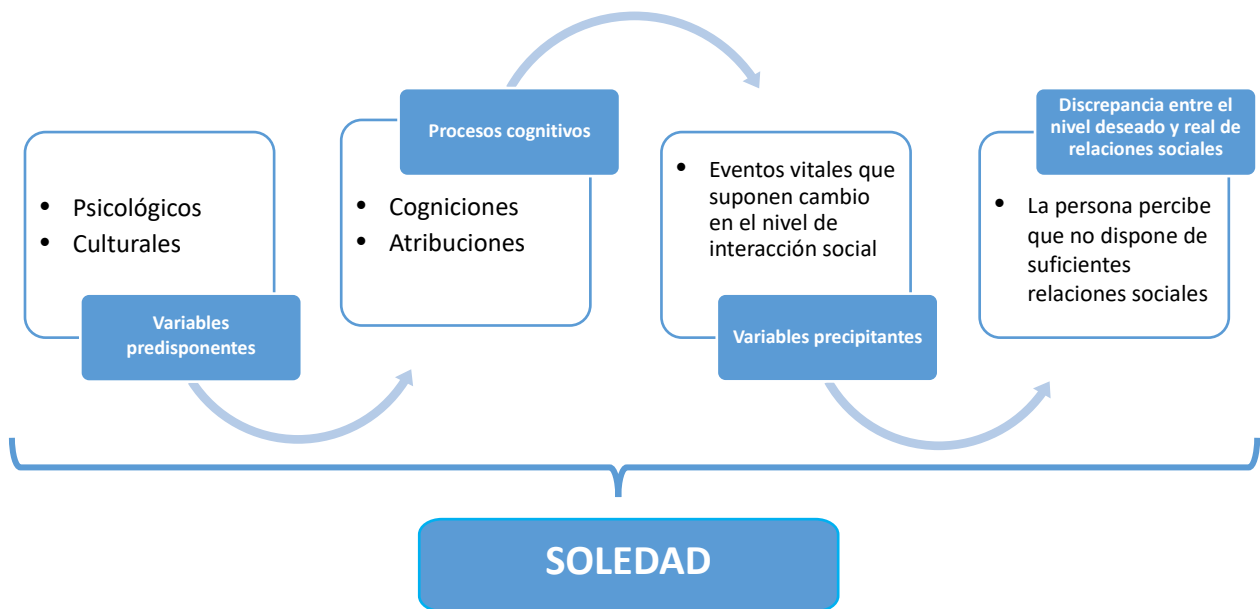 • Psicológicos
• Culturales
Variables
predisponentes
Procesos cognitivos
• Cogniciones
• Atribuciones
• Eventos vitales que
suponen cambio
en el nivel de
interacción social
Variables precipitantes
Discrepancia entre el
nivel deseado y real de
relaciones sociales
• La persona percibe
que no dispone de
suficientes
relaciones sociales
SOLEDAD